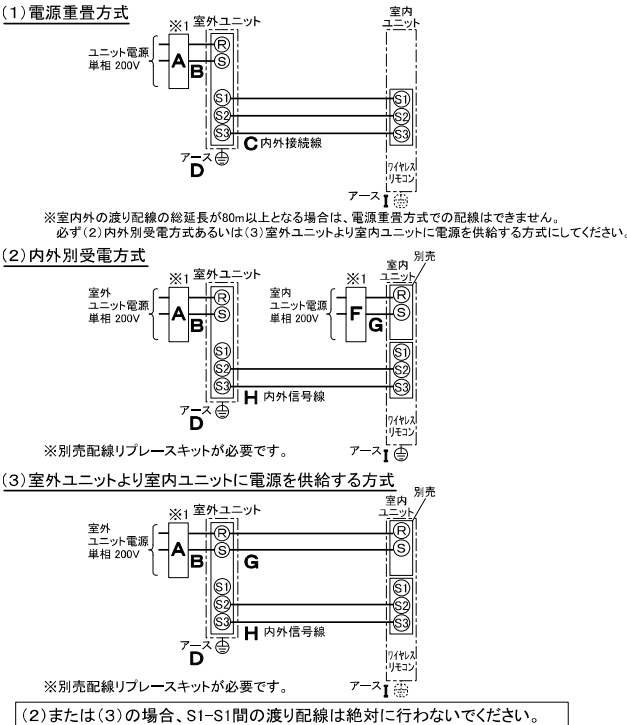 (1)電源重畳方式
※1 室外ユニット
室内
ユニット
ユニット電源
単相 200V
A
B
R
S
S1
S2
S3
S1
S2
S3
C 内外接続線
アース
D
ワイヤレス
リモコン
アース I
※室内外の渡り配線の総延長が80m以上となる場合は、電源重畳方式での配線はできません。
必ず(2)内外別受電方式あるいは(3)室外ユニットより室内ユニットに電源を供給する方式にしてください。
(2)内外別受電方式
※1 室外ユニット
※1
室内
ユニット
別売
室外
ユニット電源
単相 200V
A
B
R
S
室内
ユニット電源
単相 200V
F
G
R
S
S1
S2
S3
S1
S2
S3
H 内外信号線
アース
D
ワイヤレス
リモコン
アース I
※別売配線リプレースキットが必要です。
(3)室外ユニットより室内ユニットに電源を供給する方式
※1 室外ユニット
室内
ユニット
別売
室外
ユニット電源
単相 200V
A
B
R
S
G
R
S
S1
S2
S3
S1
S2
S3
H 内外信号線
アース
D
ワイヤレス
リモコン
アース I
※別売配線リプレースキットが必要です。
(2)または(3)の場合、S1-S1間の渡り配線は絶対に行わないでください。